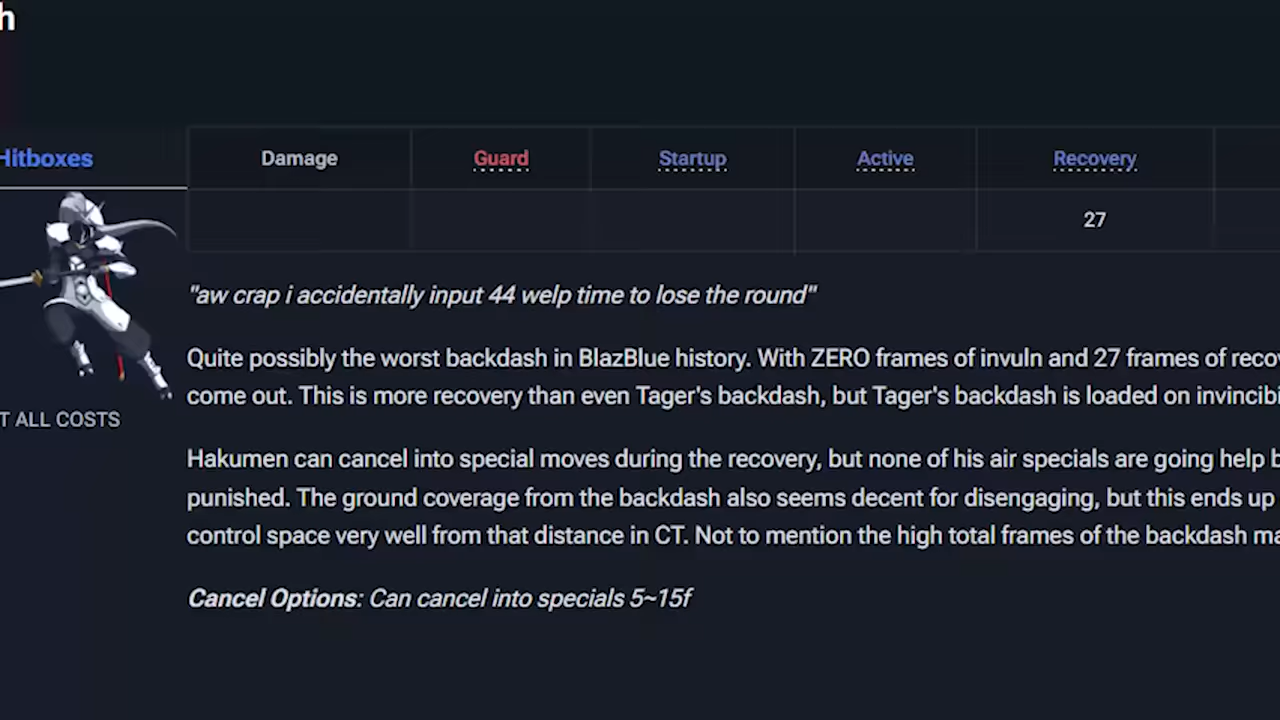 h
Hitboxes
Damage Guard Startup Active Recovery
27
T ALL COSTS
"aw crap i accidentally input 44 welp time to lose the round"
Quite possibly the worst backdash in BlazBlue history. With ZERO frames of invuln and 27 frames of reco
come out. This is more recovery than even Tager's backdash, but Tager's backdash is loaded on invincibi
Hakumen can cancel into special moves during the recovery, but none of his air specials are going help b
punished. The ground coverage from the backdash also seems decent for disengaging, but this ends up
control space very well from that distance in CT. Not to mention the high total frames of the backdash ma
Cancel Options: Can cancel into specials 5~15f